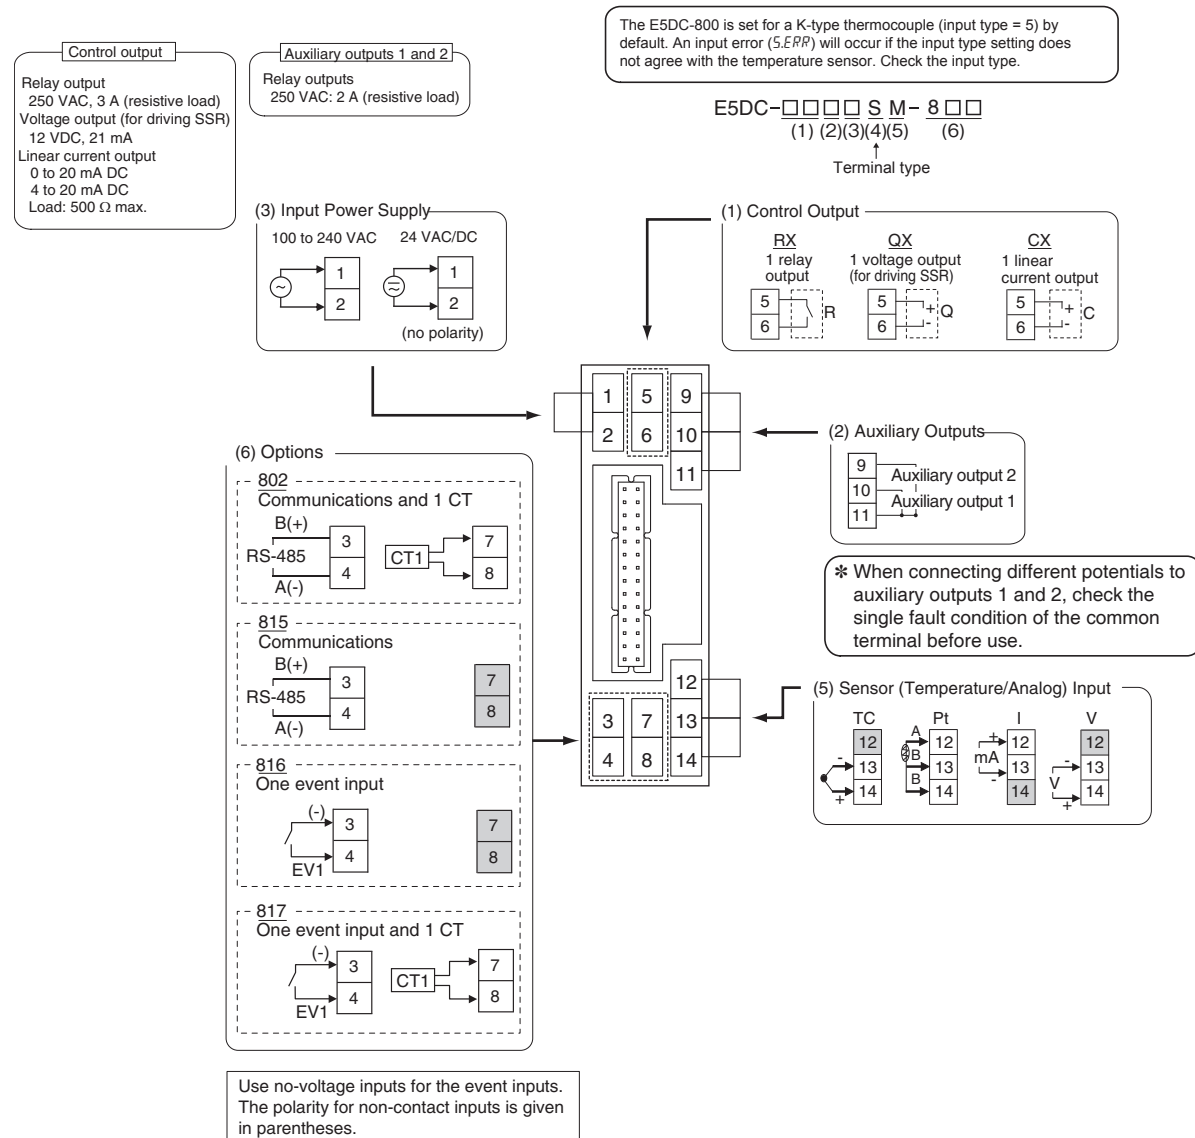 Control output
Relay output
250 VAC, 3 A (resistive load)
Voltage output (for driving SSR)
12 VDC, 21 mA
Linear current output
0 to 20 mA DC
4 to 20 mA DC
Load: 500 Ω max.
Auxiliary outputs 1 and 2
Relay outputs
250 VAC: 2 A (resistive load)
The E5DC-800 is set for a K-type thermocouple (input type = 5) by
default. An input error (S.ERR) will occur if the input type setting does
not agree with the temperature sensor. Check the input type.
E5DC-□□□□ S M- 8 □□
(1) (2)(3)(4)(5) (6)
Terminal type
(3) Input Power Supply
100 to 240 VAC 24 VAC/DC
1 1
2 2
(no polarity)
(1) Control Output
RX QX CX
1 relay
output
1 voltage output
(for driving SSR)
1 linear
current output
5 5 + 5 +
R Q C
6 6 - 6 -
1 5 9
2 6 10
11
(2) Auxiliary Outputs
9
Auxiliary output 2
10
Auxiliary output 1
11
✽ When connecting different potentials to
auxiliary outputs 1 and 2, check the
single fault condition of the common
terminal before use.
(6) Options
802
Communications and 1 CT
B(+)
3 7
RS-485 CT1
4 8
A(-)
815
Communications
B(+)
3 7
RS-485
4 8
A(-)
816
One event input
(-)
3 7
4 8
EV1
817
One event input and 1 CT
(-)
3 7
CT1
4 8
EV1
12
3 7 13
4 8 14
(5) Sensor (Temperature/Analog) Input
TC Pt I V
12 A 12 + 12 12
- 13 B 13 mA 13 - 13
V
+ 14 B 14 - 14 + 14
Use no-voltage inputs for the event inputs.
The polarity for non-contact inputs is given
in parentheses.